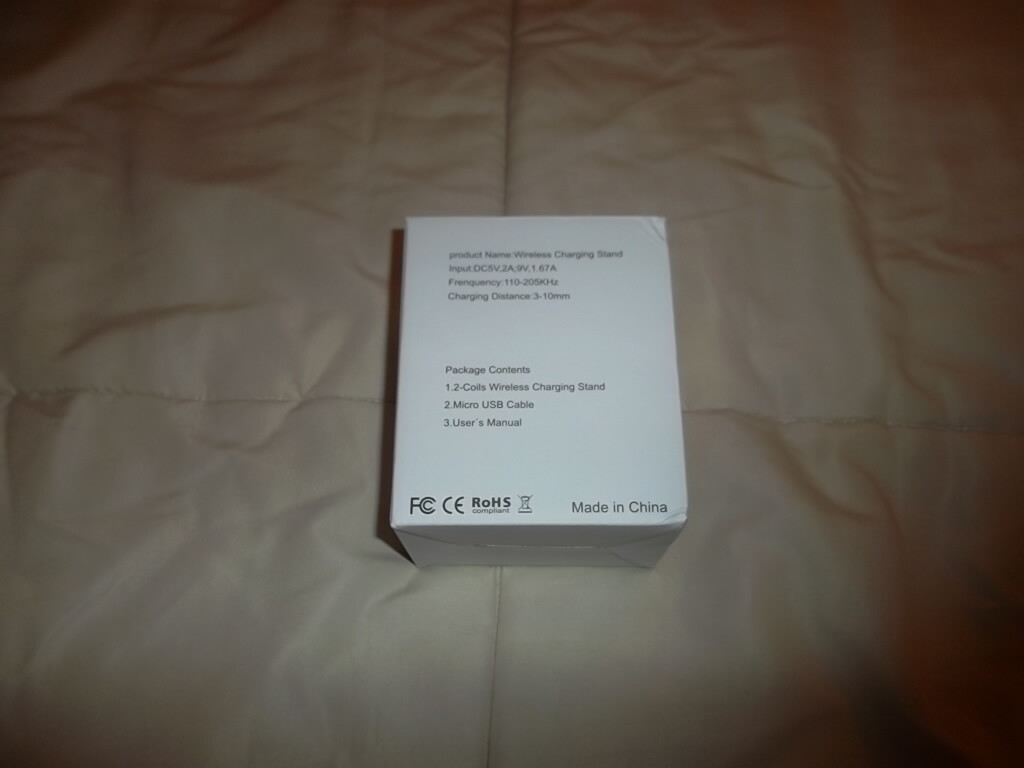 product Name:Wireless Charging Stand
Input:DC5V,2A;9V,1.67A
Frenquency:110-205KHz
Charging Distance:3-10mm
Package Contents
1.2-Coils Wireless Charging Stand
2.Micro USB Cable
3.User´s Manual
FC CE RoHS compliant Made in China